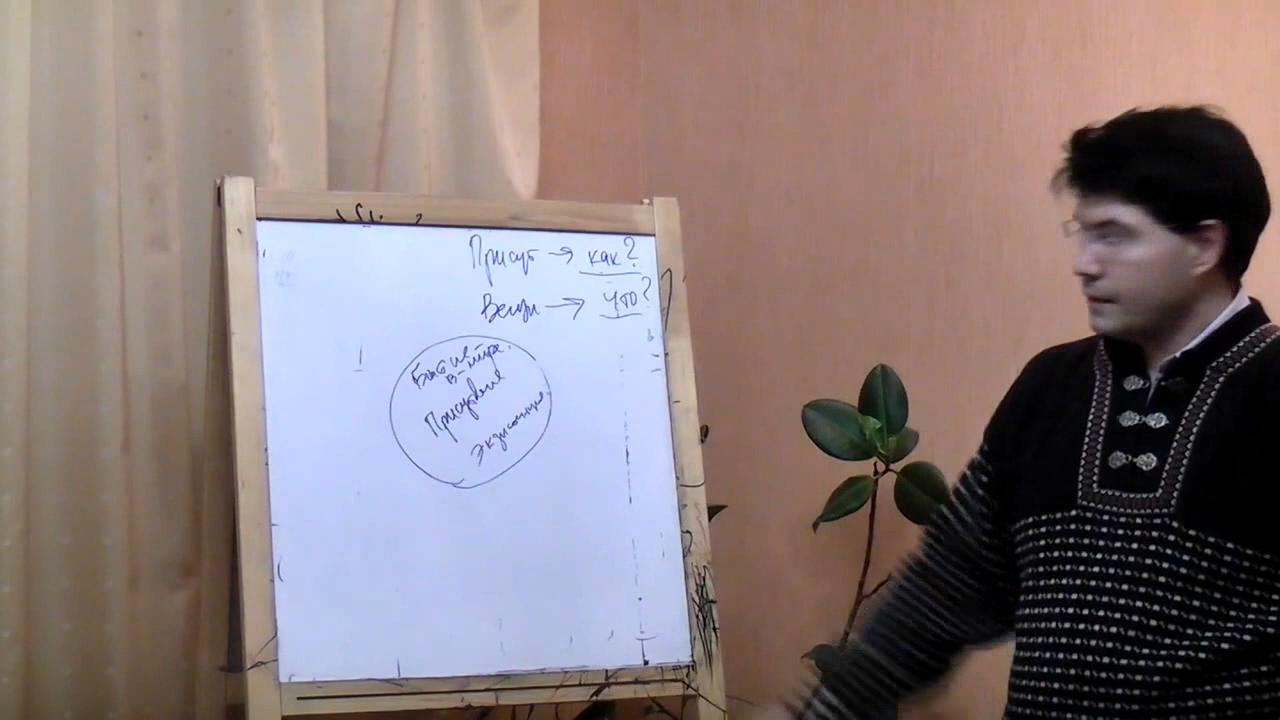 Присут → как?
Вещи → что?
Бытие
в-мире.
Присутствие
экзистенция.